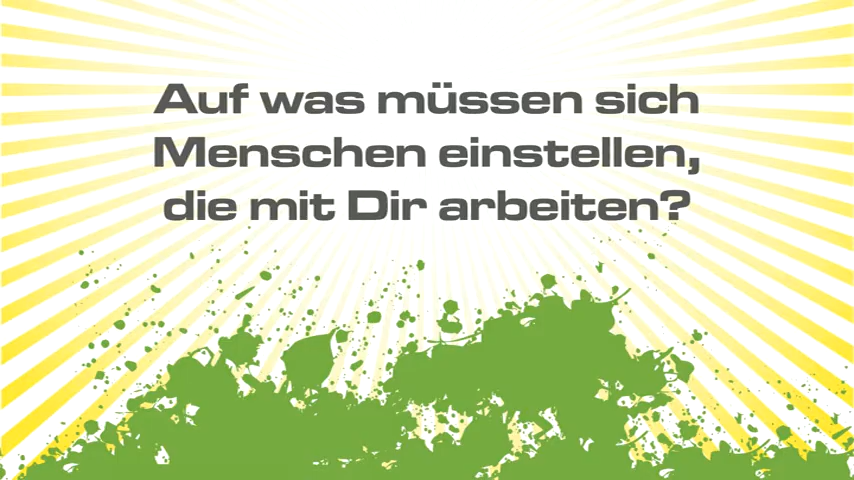 Auf was müssen sich
Menschen einstellen,
die mit Dir arbeiten?